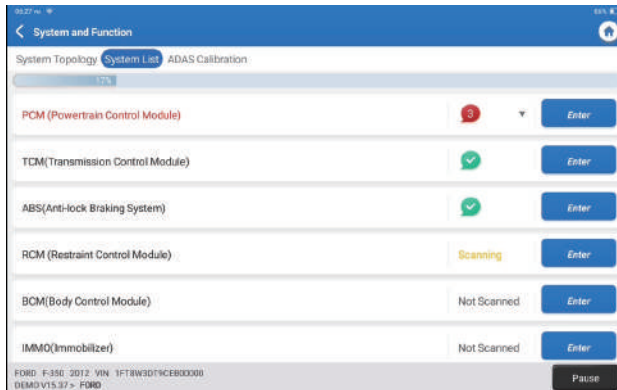 System and Function
System Topology System List ADAS Calibration
17%
PCM (Powertrain Control Module) 3 Enter
TCM(Transmission Control Module) Enter
ABS(Anti-lock Braking System) Enter
RCM (Restraint Control Module) Scanning Enter
BCM(Body Control Module) Not Scanned Enter
IMMO(Immobilizer) Not Scanned Enter
FORD F-350 2012 VIN 1FT8W3DT9CEB00000
DEMO V15.37 > FORD
Pause